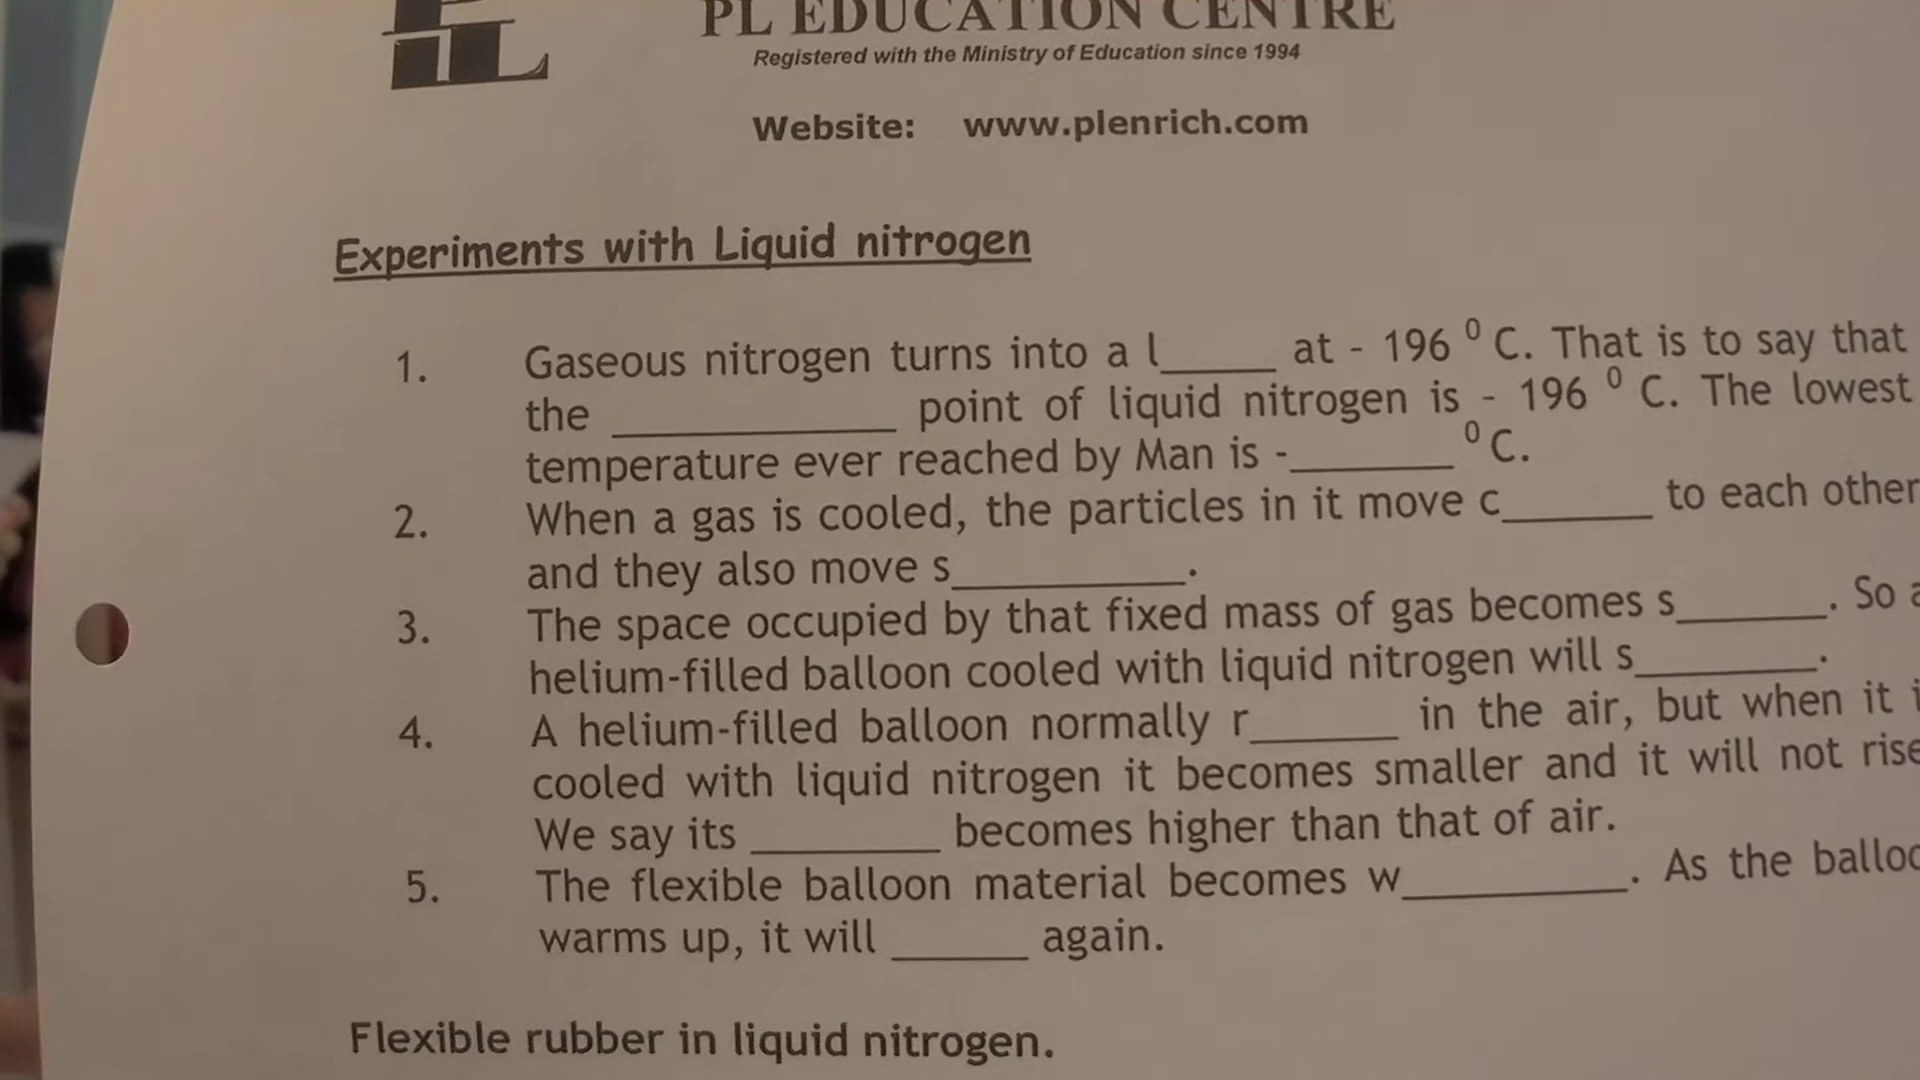 PL EDUCATION CENTRE
Registered with the Ministry of Education since 1994
Website: www.plenrich.com
Experiments with Liquid nitrogen
1. Gaseous nitrogen turns into a l_____ at - 196 ⁰ C. That is to say that
the ____________ point of liquid nitrogen is - 196 ⁰ C. The lowest
temperature ever reached by Man is -_______ ⁰ C.
2. When a gas is cooled, the particles in it move c______ to each other
and they also move s__________.
3. The space occupied by that fixed mass of gas becomes s______. So a
helium-filled balloon cooled with liquid nitrogen will s________.
4. A helium-filled balloon normally r______ in the air, but when it i
cooled with liquid nitrogen it becomes smaller and it will not rise
We say its ________ becomes higher than that of air.
5. The flexible balloon material becomes w__________. As the balloo
warms up, it will ______ again.
Flexible rubber in liquid nitrogen.